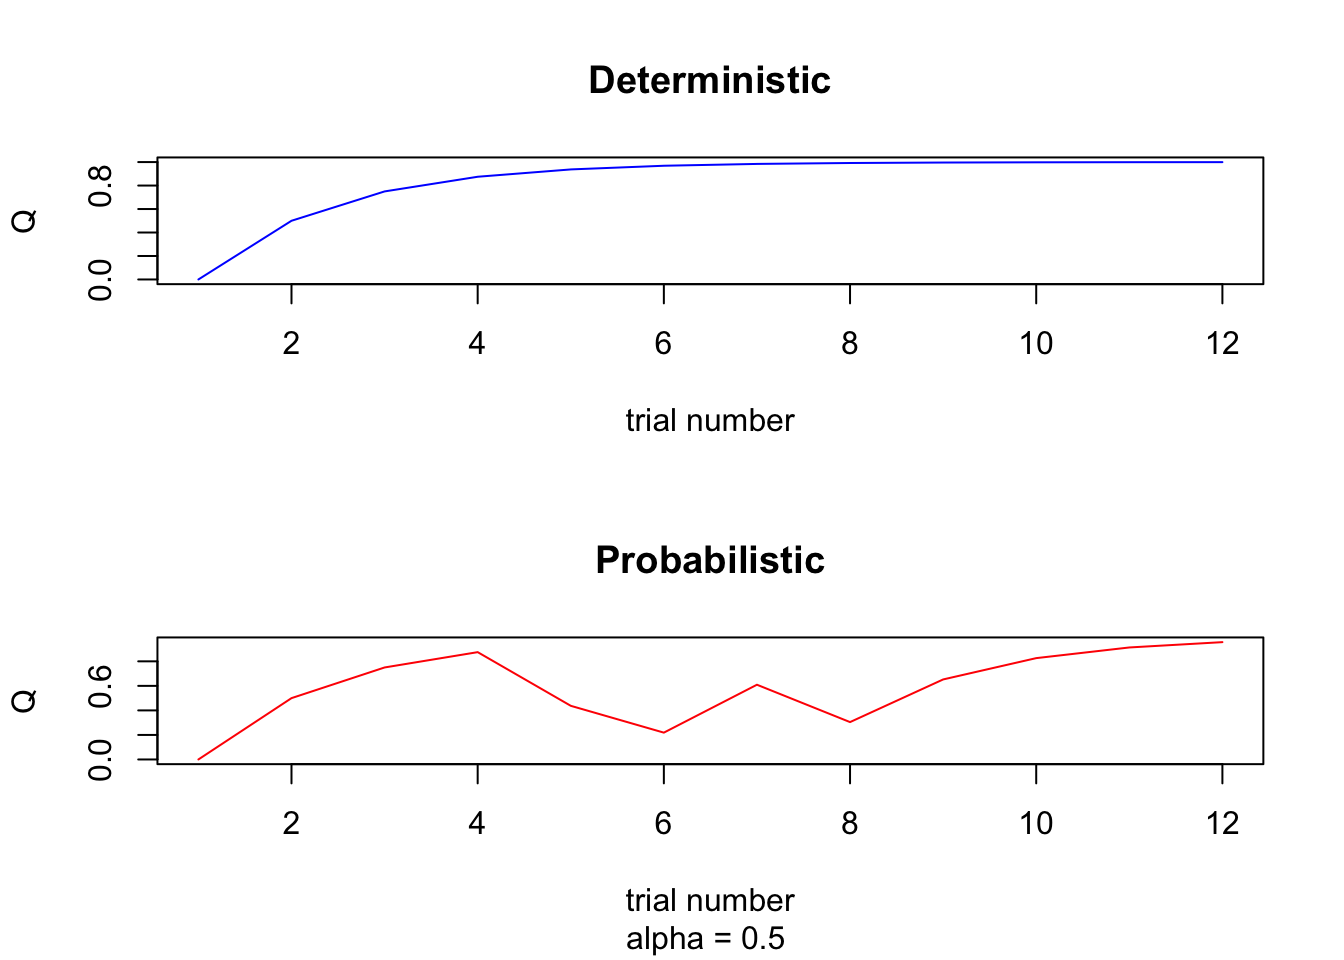 Deterministic
Q
0.8
0.0
2 4 6 8 10 12
trial number
Probabilistic
Q
0.6
0.0
2 4 6 8 10 12
trial number
alpha = 0.5